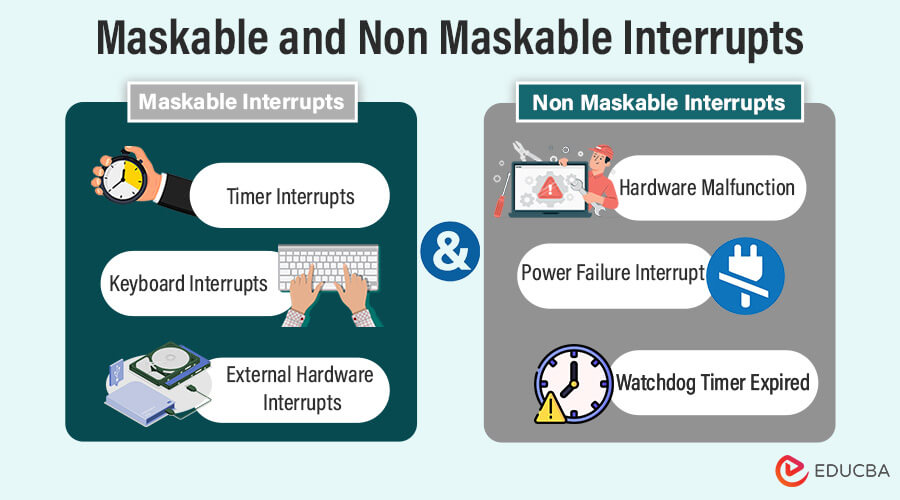 Maskable and Non Maskable Interrupts
Maskable Interrupts
Timer Interrupts
Keyboard Interrupts
External Hardware
Interrupts
&
Non Maskable Interrupts
Hardware Malfunction
Power Failure Interrupt
Watchdog Timer Expired
EDUCBA